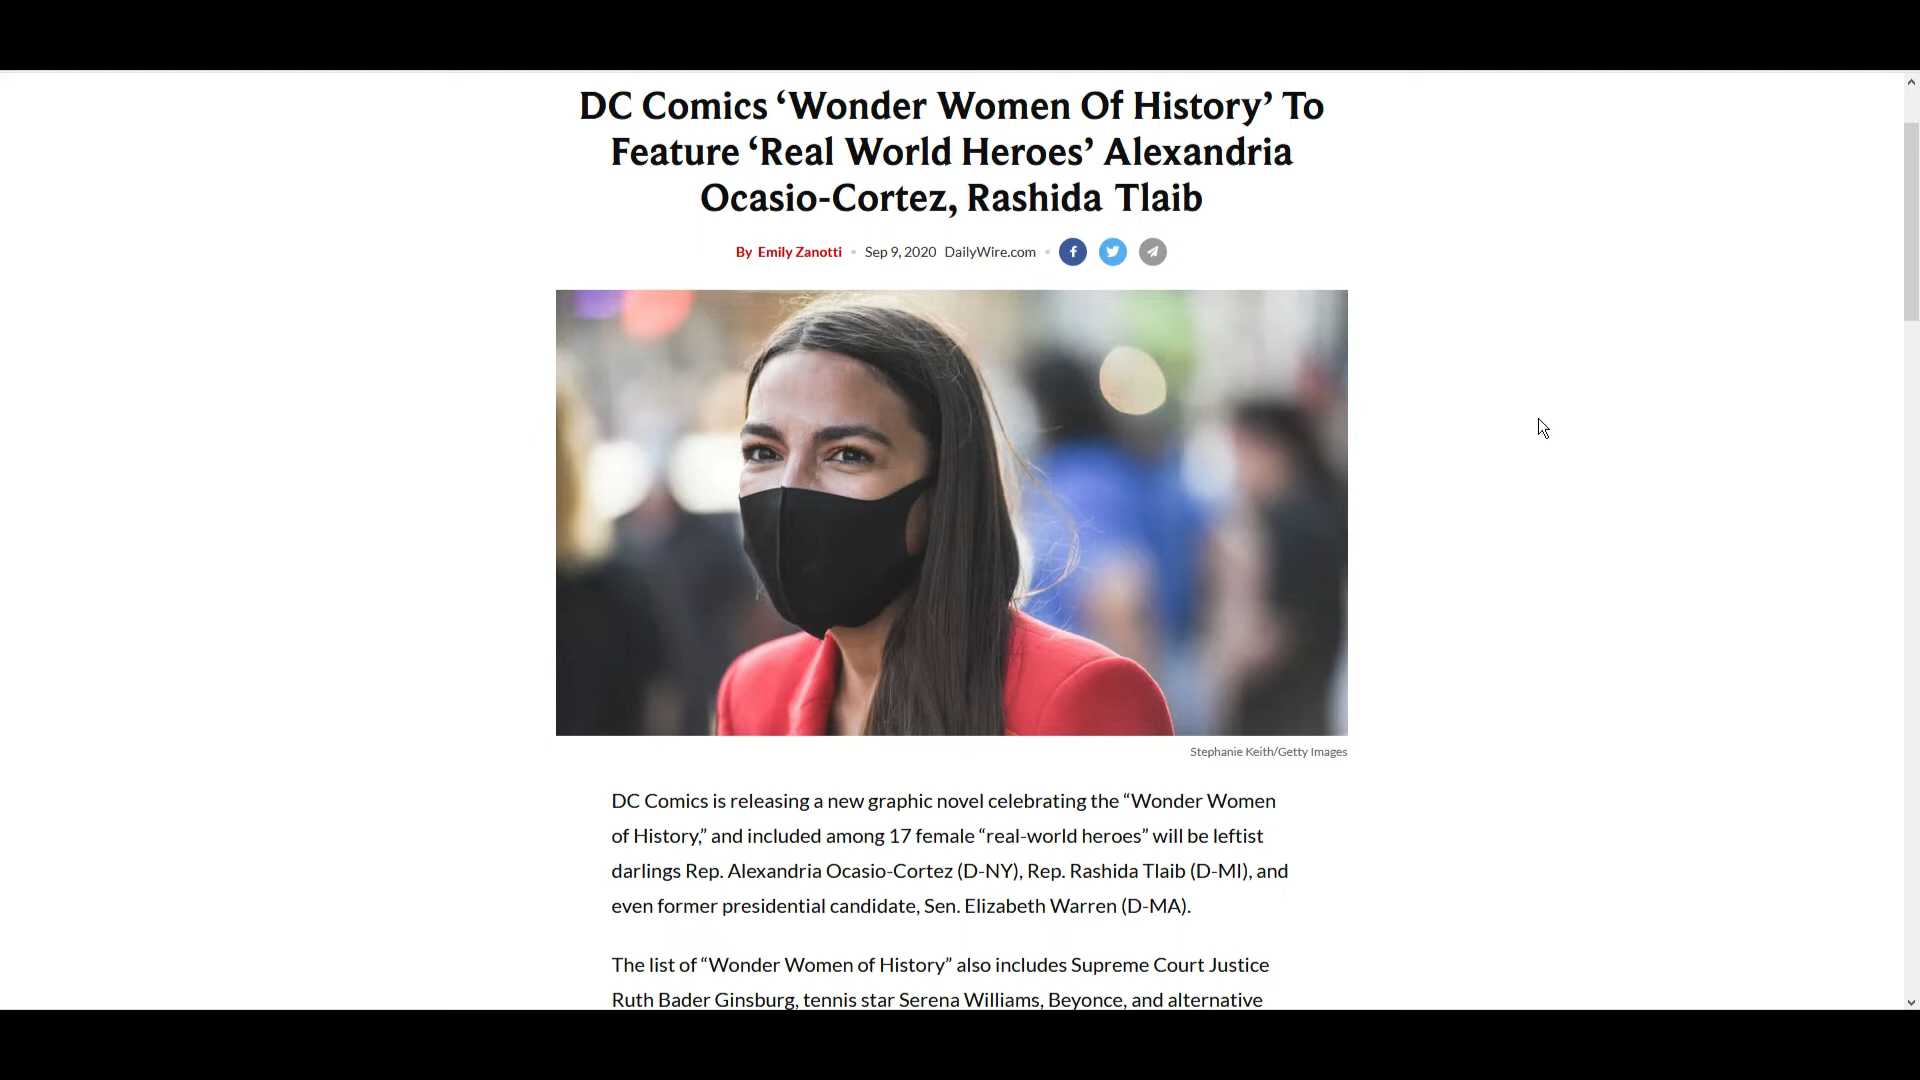 DC Comics ‘Wonder Women Of History’ To
Feature ‘Real World Heroes’ Alexandria
Ocasio-Cortez, Rashida Tlaib
By Emily Zanotti • Sep 9, 2020 DailyWire.com •
Stephanie Keith/Getty Images
DC Comics is releasing a new graphic novel celebrating the “Wonder Women
of History,” and included among 17 female “real-world heroes” will be leftist
darlings Rep. Alexandria Ocasio-Cortez (D-NY), Rep. Rashida Tlaib (D-MI), and
even former presidential candidate, Sen. Elizabeth Warren (D-MA).
The list of “Wonder Women of History” also includes Supreme Court Justice
Ruth Bader Ginsburg, tennis star Serena Williams, Beyonce, and alternative